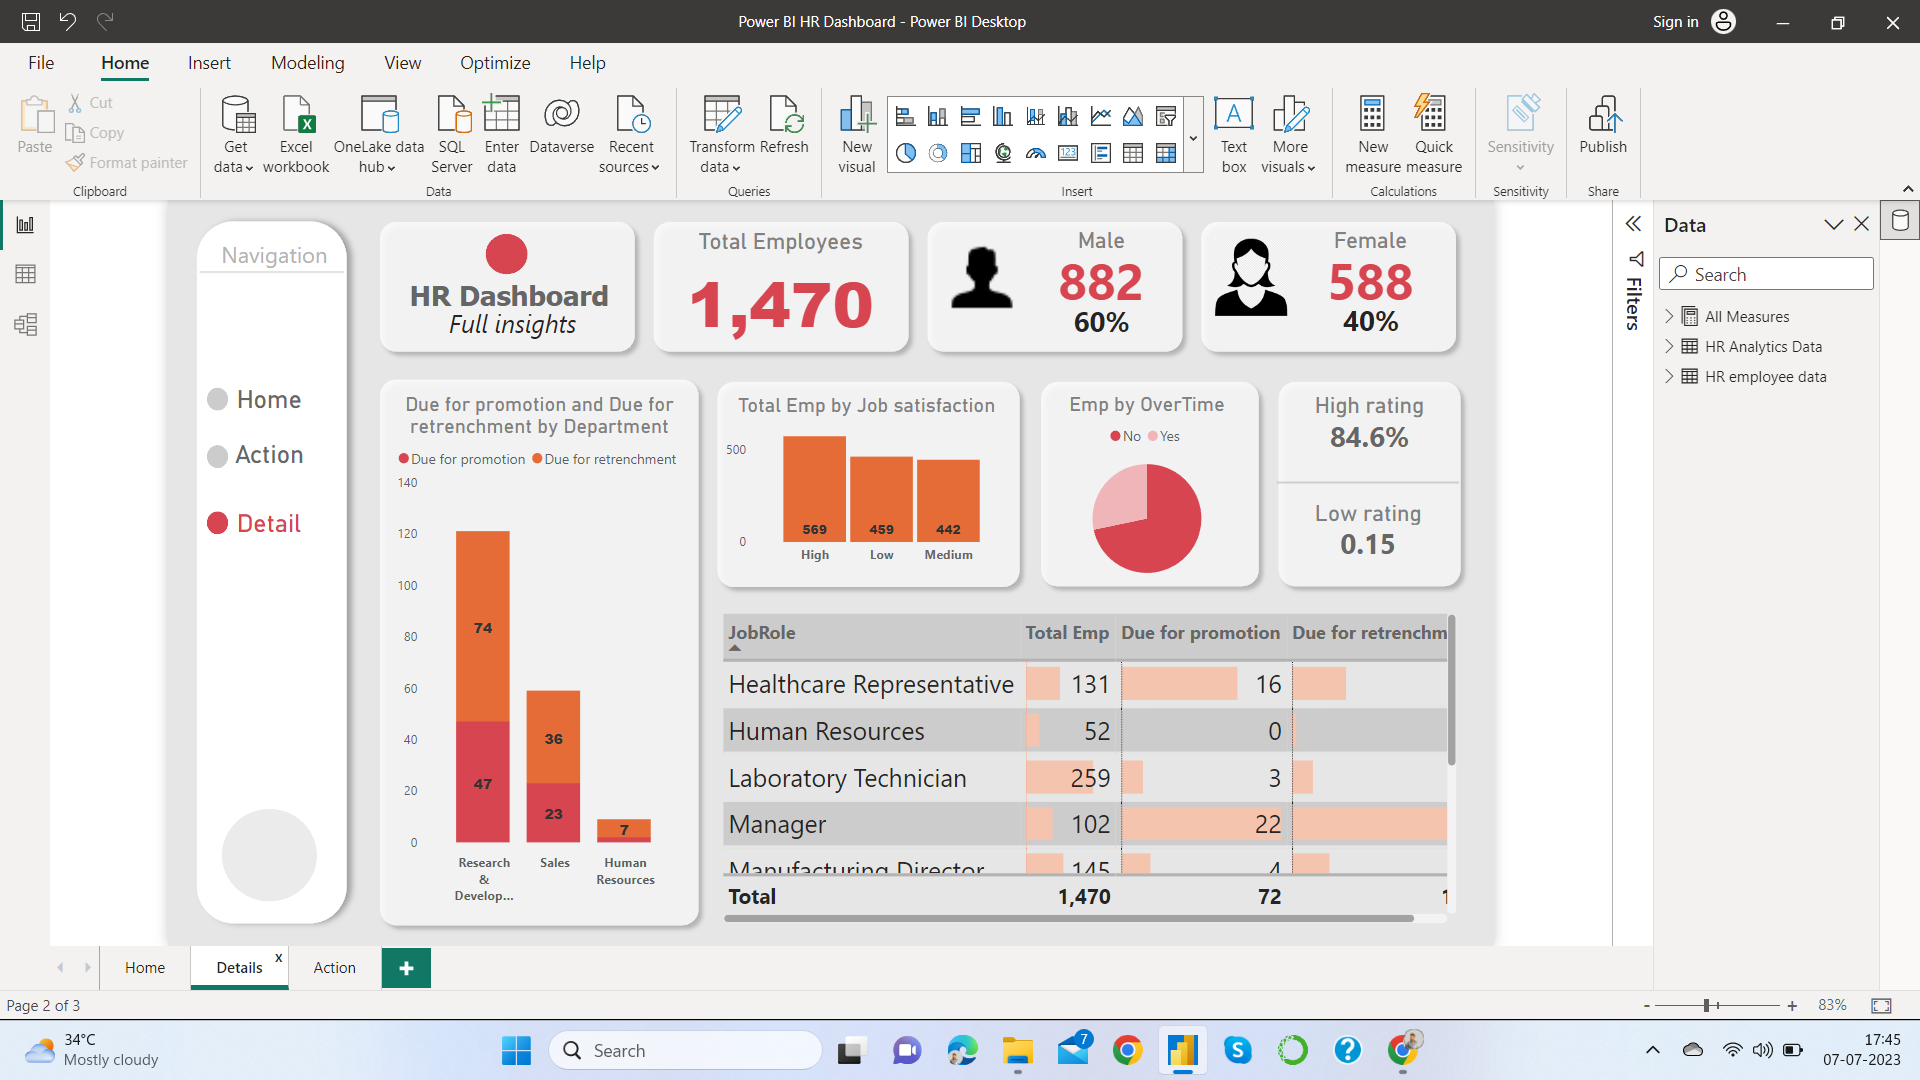 Power BI HR Dashboard - Power BI Desktop
Sign in
File Home Insert Modeling View Optimize Help
Paste
Cut
Copy
Format painter
Clipboard
Get data
Excel workbook
OneLake data hub
SQL Server
Enter data
Dataverse
Recent sources
Data
Transform data
Refresh
Queries
New visual
123
Insert
A
Text box
More visuals
New measure
Quick measure
Calculations
Sensitivity
Sensitivity
Publish
Share
Navigation
Home
Action
Detail
HR Dashboard
Full insights
Total Employees
1,470
Male
882
60%
Female
588
40%
Due for promotion and Due for
retrenchment by Department
Due for promotion Due for retrenchment
140
120
100
80
60
40
20
0
74
47
36
23
7
Research
&
Develop...
Sales
Human
Resources
Total Emp by Job satisfaction
500
0
569 459 442
High Low Medium
Emp by OverTime
No Yes
High rating
84.6%
Low rating
0.15
JobRole Total Emp Due for promotion Due for retrenchm
Healthcare Representative 131 16
Human Resources 52 0
Laboratory Technician 259 3
Manager 102 22
Manufacturing Director 145 4
Total 1,470 72 1
Filters
Data
Search
All Measures
HR Analytics Data
HR employee data
Home Details x Action +
Page 2 of 3
- + 83%
34°C
Mostly cloudy
Search
7
S
?
17:45
07-07-2023